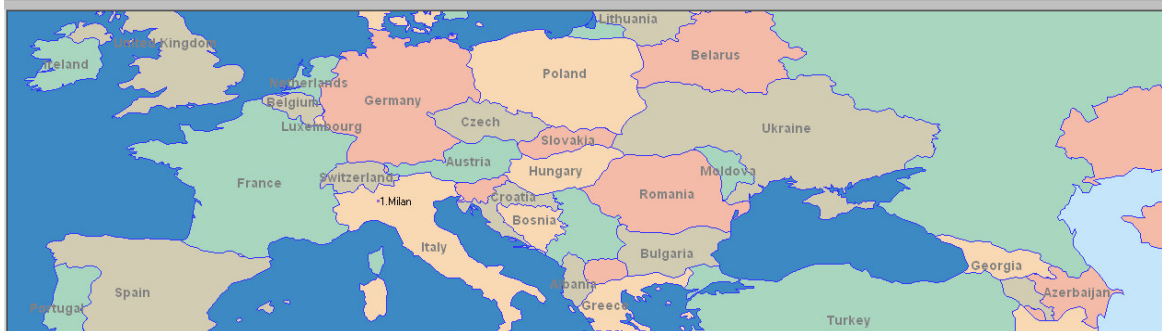 Lithuania
United Kingdom
Belarus
Ireland
Poland
Netherlands
Germany
Belgium
Czech
Luxembourg
Ukraine
Slovakia
Austria
Hungary
Moldova
Switzerland
France
Romania
Croatia
1.Milan
Bosnia
Italy
Bulgaria
Georgia
Albania
Spain
Azerbaijan
Portugal
Greece
Turkey